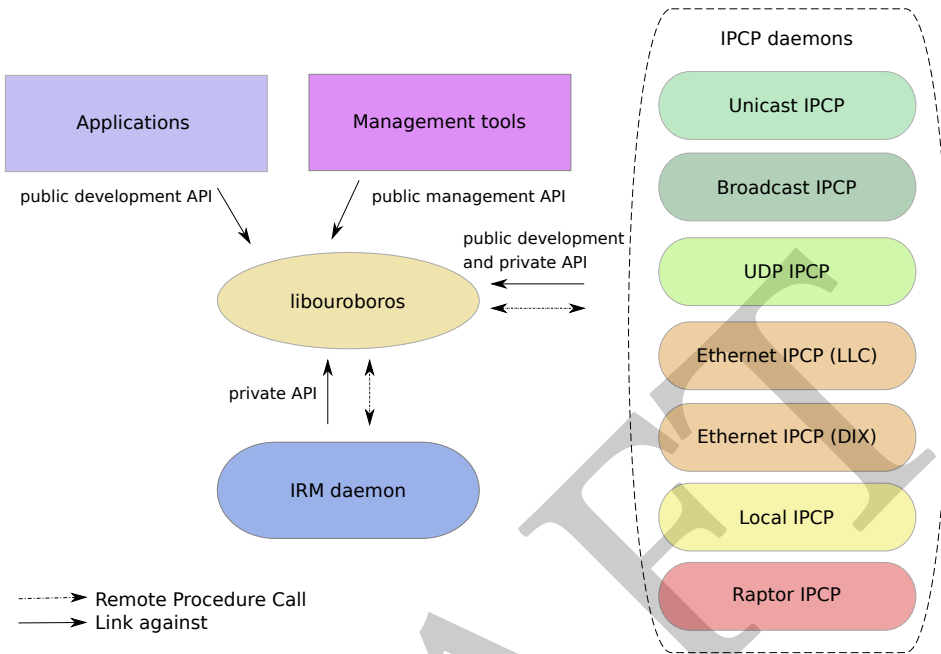 IPCP daemons
Applications
Management tools
Unicast IPCP
public development API
public management API
Broadcast IPCP
public development
and private API
UDP IPCP
libouroboros
Ethernet IPCP (LLC)
private API
Ethernet IPCP (DIX)
IRM daemon
Local IPCP
Raptor IPCP
Remote Procedure Call
Link against